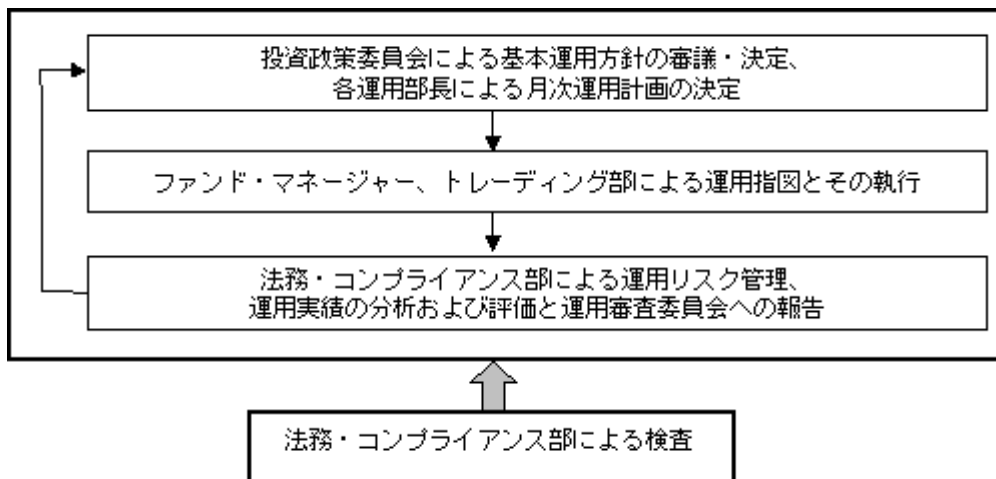 投資政策委員会による基本運用方針の審議・決定、
各運用部長による月次運用計画の決定
ファンド・マネージャー、トレーディング部による運用指図とその執行
法務・コンプライアンス部による運用リスク管理、
運用実績の分析および評価と運用審査委員会への報告
法務・コンプライアンス部による検査